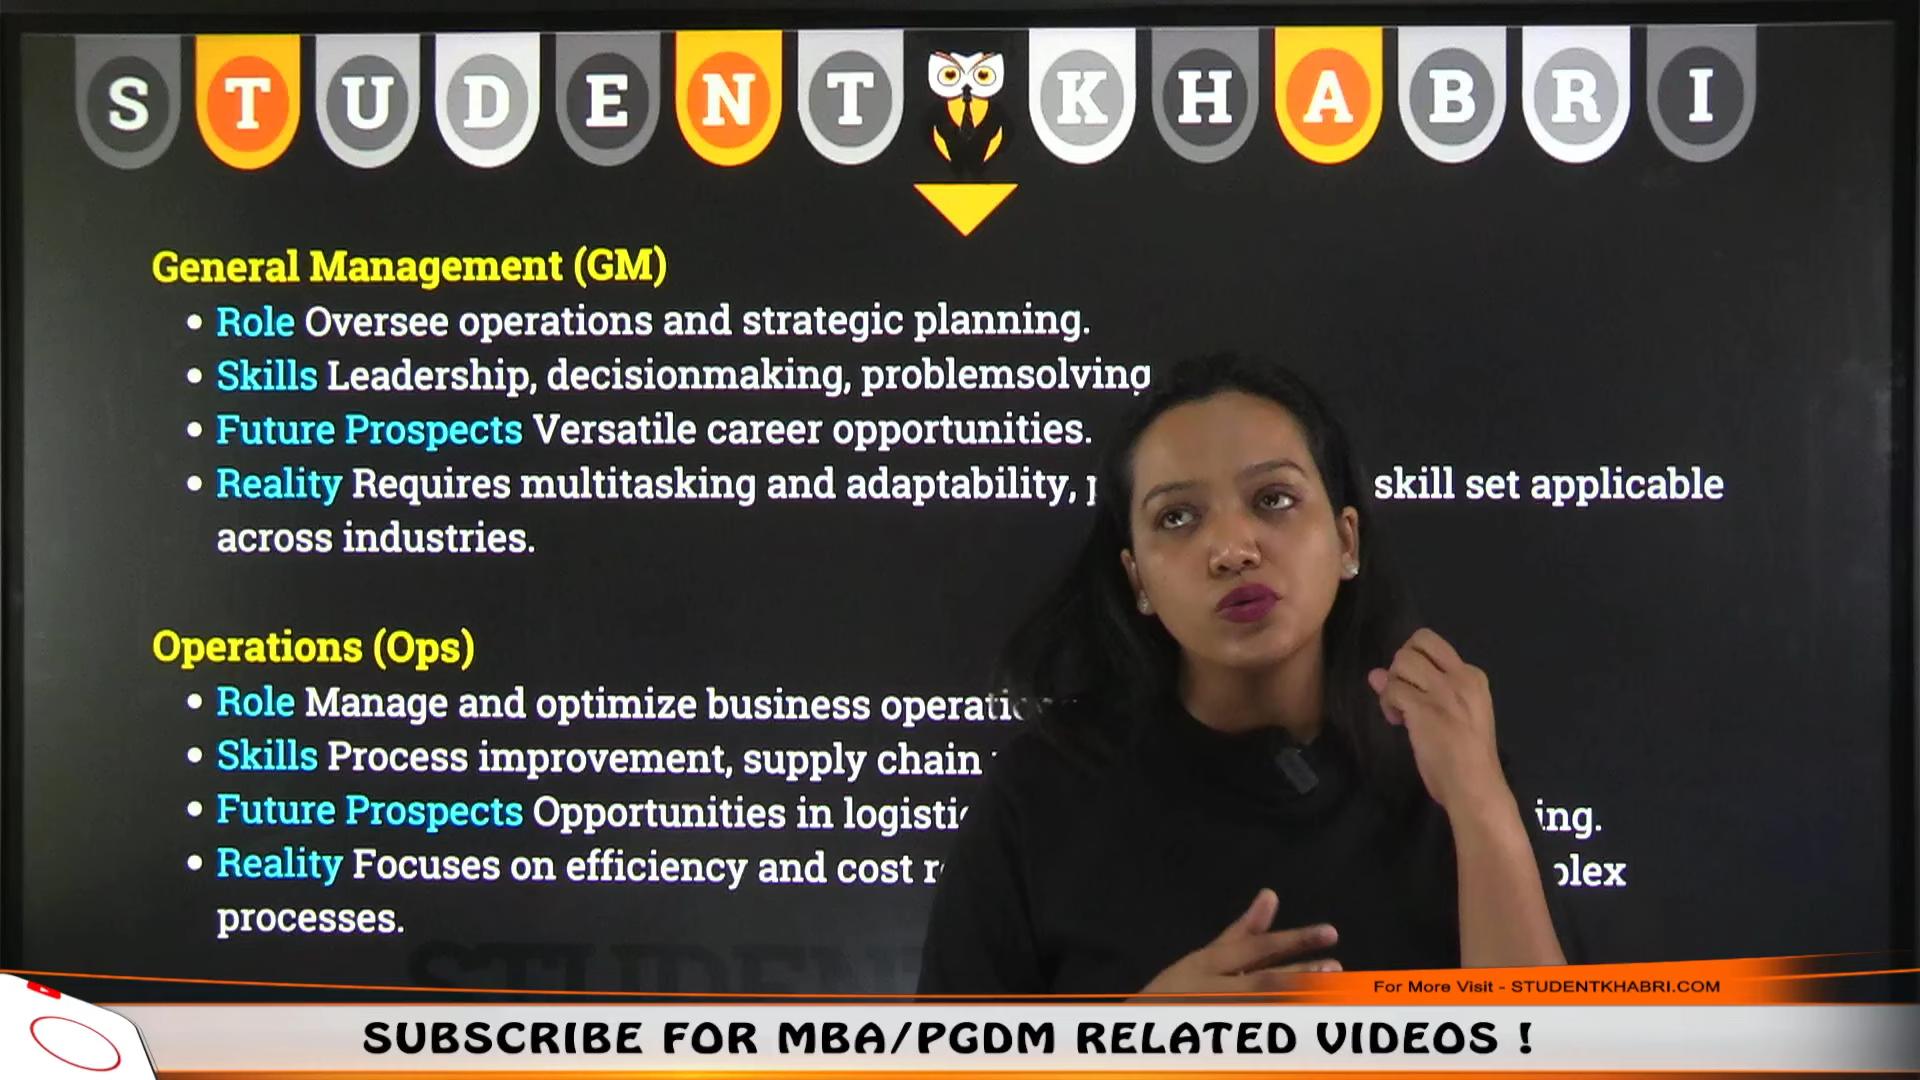 STUDENT KHABRI
General Management (GM)
• Role Oversee operations and strategic planning.
• Skills Leadership, decisionmaking, problemsolving
• Future Prospects Versatile career opportunities.
• Reality Requires multitasking and adaptability, skill set applicable
across industries.
Operations (Ops)
• Role Manage and optimize business
• Skills Process improvement, supply chain
• Future Prospects Opportunities in
• Reality Focuses on efficiency and cost
processes.
For More Visit - STUDENTKHABRI.COM
SUBSCRIBE FOR MBA/PGDM RELATED VIDEOS !